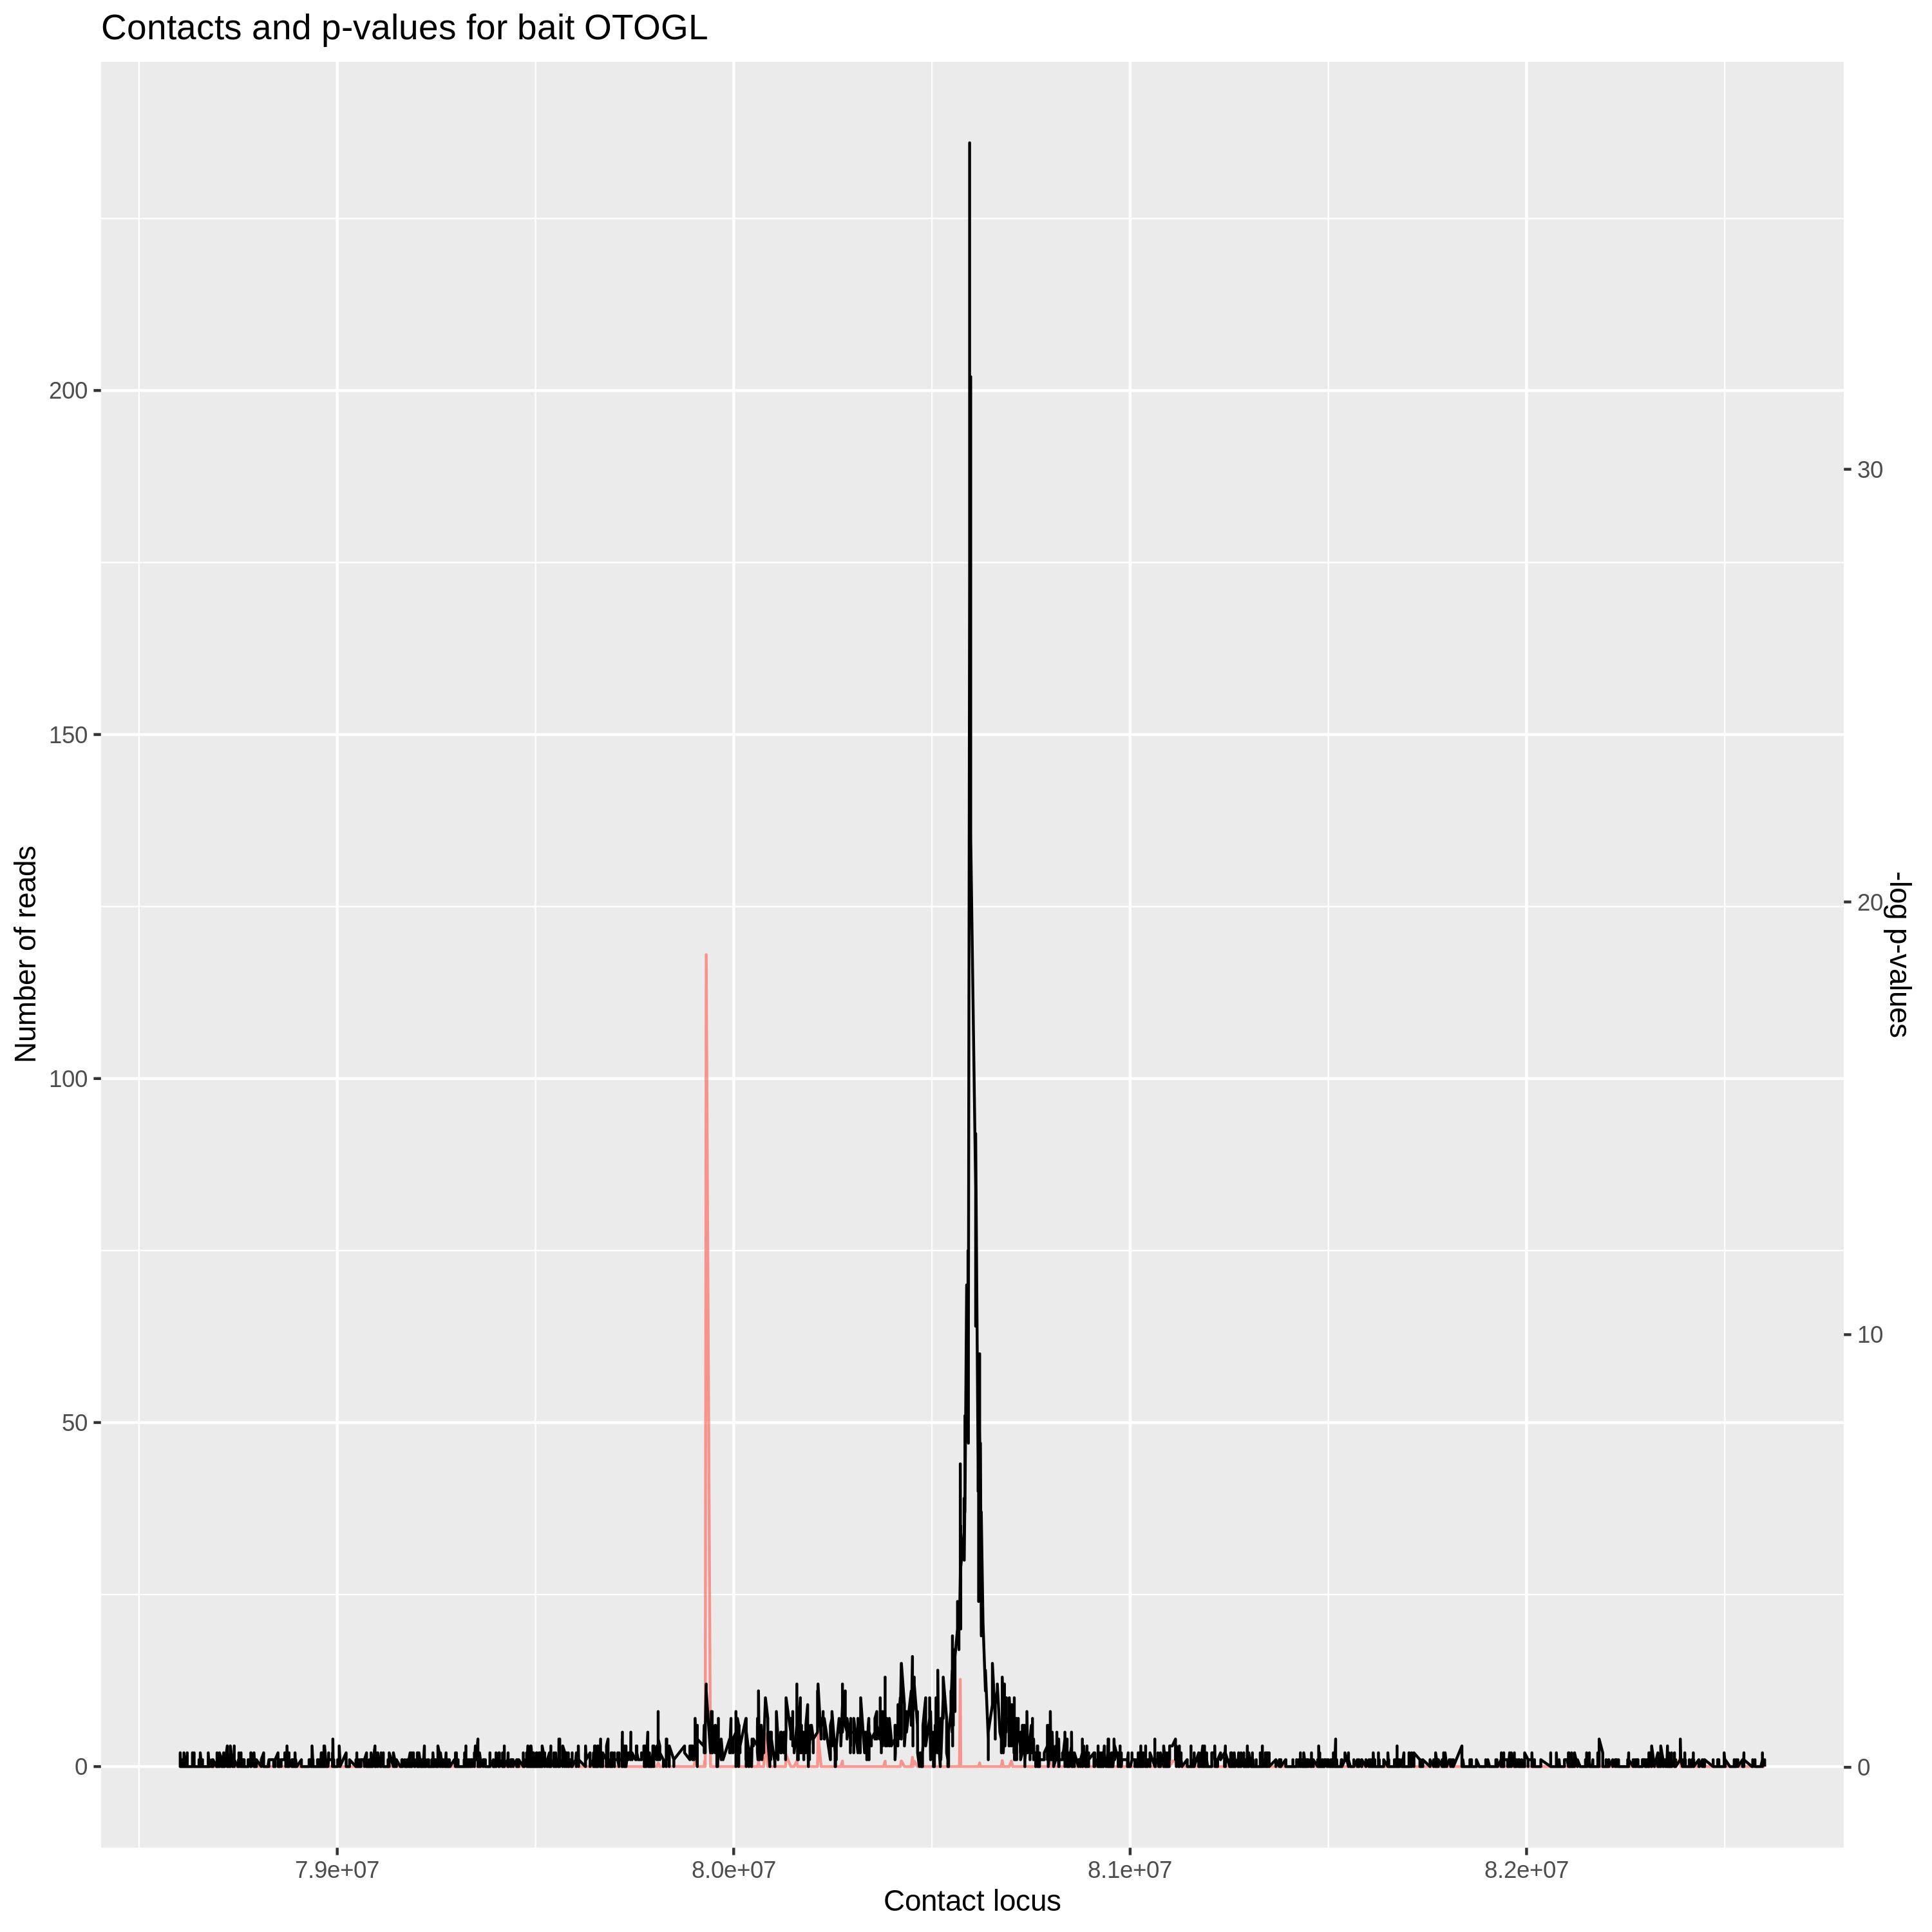 Contacts and p-values for bait OTOGL
200
150
100
50
0
Number of reads
30
20
10
0
-log p-values
7.9e+07
8.0e+07
8.1e+07
8.2e+07
Contact locus